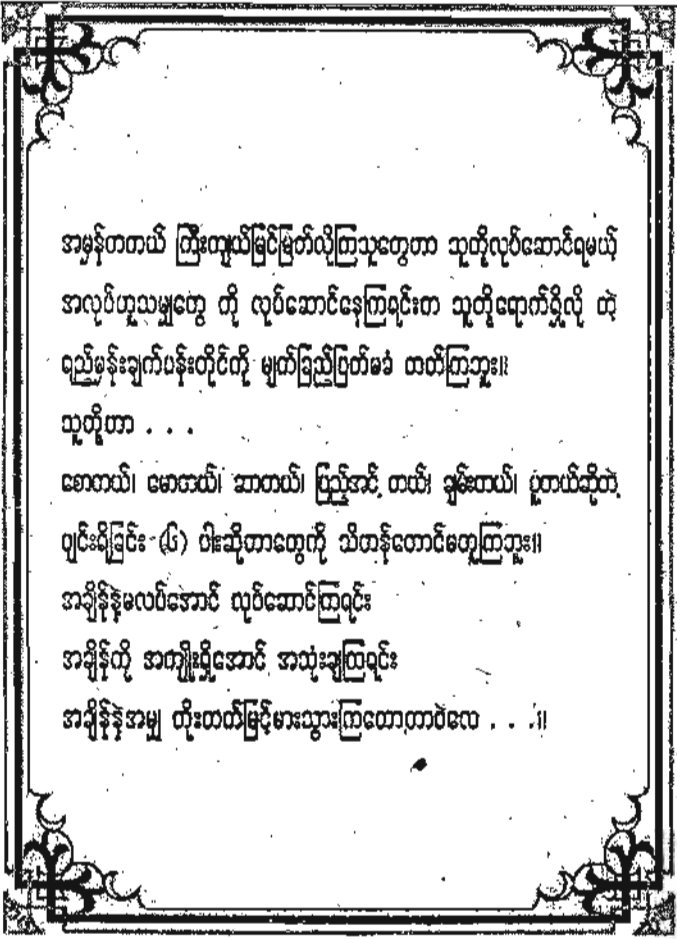 အမှန်တကယ် ကြီးကျယ်မြင့်မြတ်လိုကြသူတွေဟာ သူတို့လုပ်ဆောင်ရမယ့်
အလုပ်ဟူသမျှတွေ ကို လုပ်ဆောင်နေကြရင်းက သူတို့ရောက်ရှိလို တဲ့
ရည်မှန်းချက်ပန်းတိုင်ကို မျက်ခြည်ပြတ်မခံ တတ်ကြဘူး။
သူတို့ဟာ . . .
စောတယ်၊ မောတယ်၊ ဆာတယ်၊ ပြည့်အင့် တယ်၊ ချမ်းတယ်၊ ပူတယ်ဆိုတဲ့
ပျင်းရိခြင်း (၆) ပါးဆိုတာတွေကို သိဟန်တောင်မတူကြဘူး။
အချိန်နဲ့မလပ်အောင် လုပ်ဆောင်ကြရင်း
အချိန်ကို အကျိုးရှိအောင် အသုံးချကြရင်း
အချိန်နဲ့အမျှ တိုးတက်မြင့်မားသွားကြတော့တာပဲလေ . . . ။